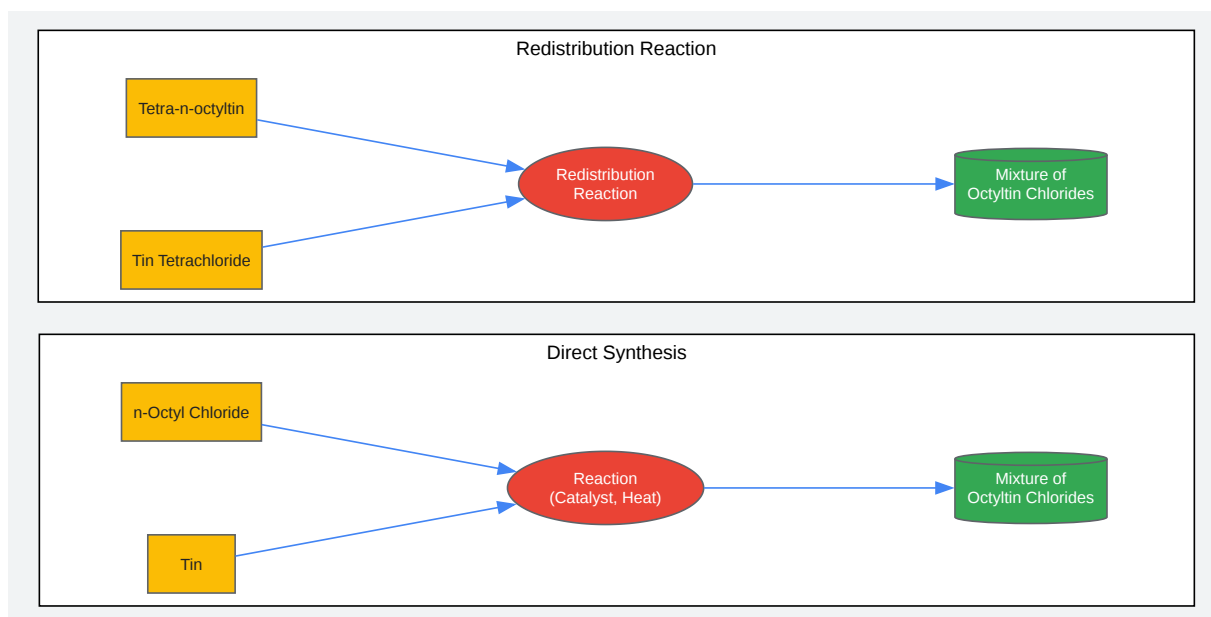 Redistribution Reaction
Tetra-n-octyltin
Redistribution
Reaction
Mixture of
Octyltin Chlorides
Tin Tetrachloride
Direct Synthesis
n-Octyl Chloride
Reaction
(Catalyst, Heat)
Mixture of
Octyltin Chlorides
Tin